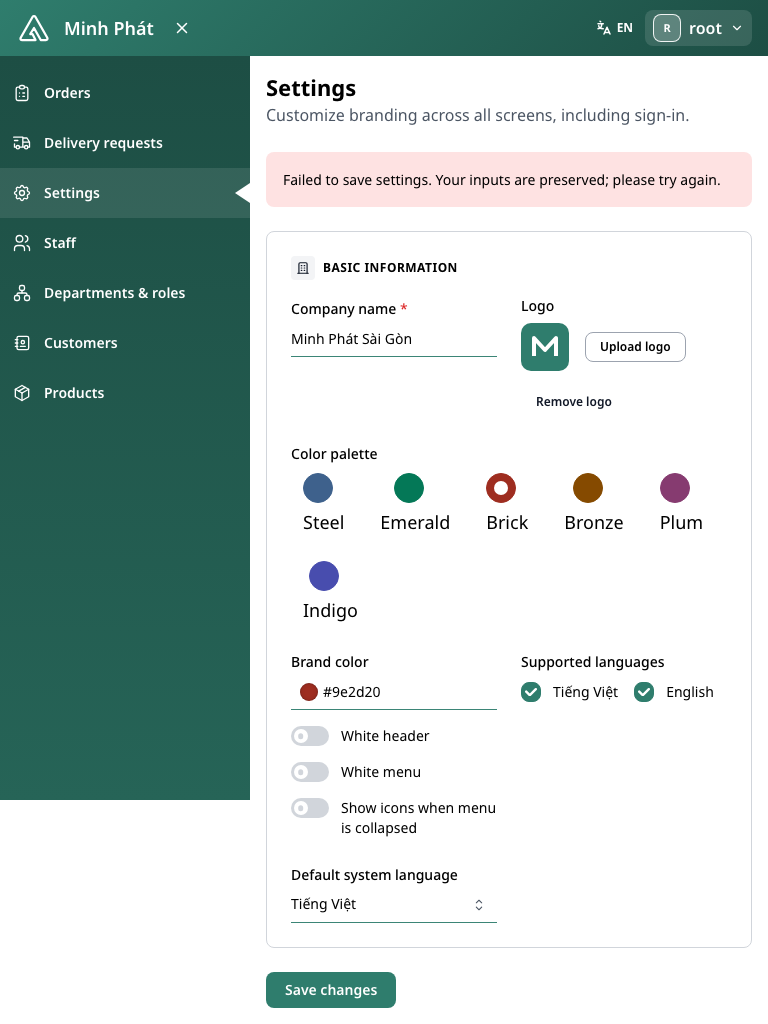 Minh Phát
EN
R
root
Orders
Delivery requests
Settings
Staff
Departments & roles
Customers
Products
Settings
Customize branding across all screens, including sign-in.
Failed to save settings. Your inputs are preserved; please try again.
BASIC INFORMATION
Company name *
Minh Phát Sài Gòn
Logo
M
Upload logo
Remove logo
Color palette
Steel
Emerald
Brick
Bronze
Plum
Indigo
Brand color
#9e2d20
Supported languages
Tiếng Việt
English
White header
White menu
Show icons when menu
is collapsed
Default system language
Tiếng Việt
Save changes